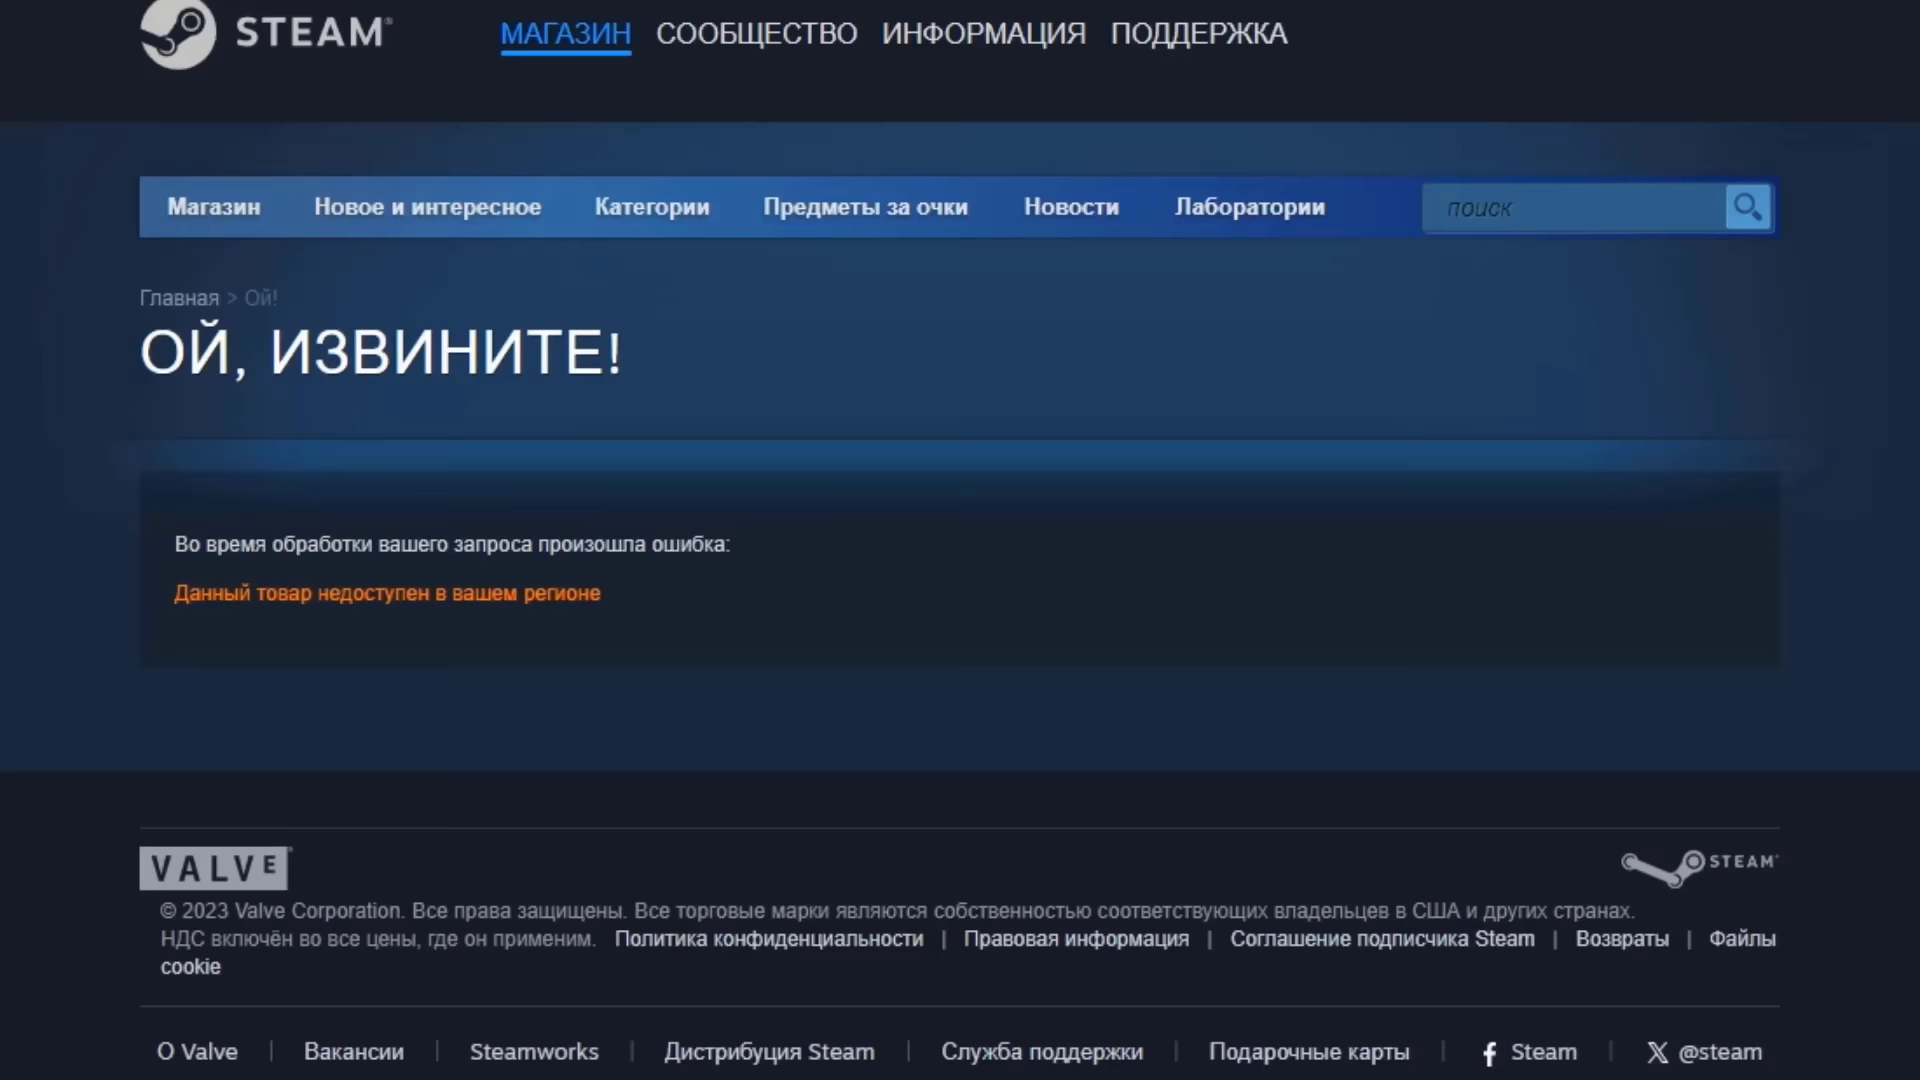 STEAM®
МАГАЗИН СООБЩЕСТВО ИНФОРМАЦИЯ ПОДДЕРЖКА
Магазин Новое и интересное Категории Предметы за очки Новости Лаборатории поиск
Главная > Ой!
ОЙ, ИЗВИНИТЕ!
Во время обработки вашего запроса произошла ошибка:
Данный товар недоступен в вашем регионе
VALVE
STEAM
© 2023 Valve Corporation. Все права защищены. Все торговые марки являются собственностью соответствующих владельцев в США и других странах.
НДС включён во все цены, где он применим. Политика конфиденциальности | Правовая информация | Соглашение подписчика Steam | Возвраты | Файлы
cookie
О Valve | Вакансии | Steamworks | Дистрибуция Steam | Служба поддержки | Подарочные карты | f Steam | X @steam